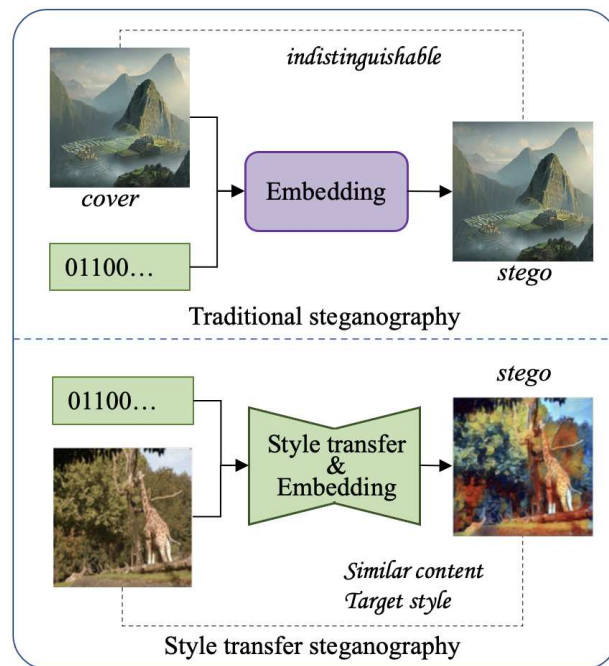 indistinguishable
cover
Embedding
01100...
stego
Traditional steganography
stego
01100...
Style transfer
&
Embedding
Similar content
Target style
Style transfer steganography